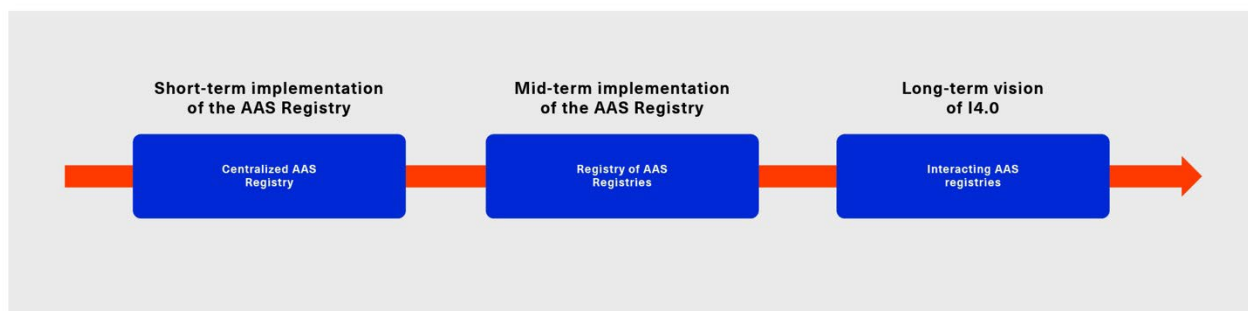 Short-term implementation
of the AAS Registry
Centralized AAS
Registry
Mid-term implementation
of the AAS Registry
Registry of AAS
Registries
Long-term vision
of I4.0
Interacting AAS
registries